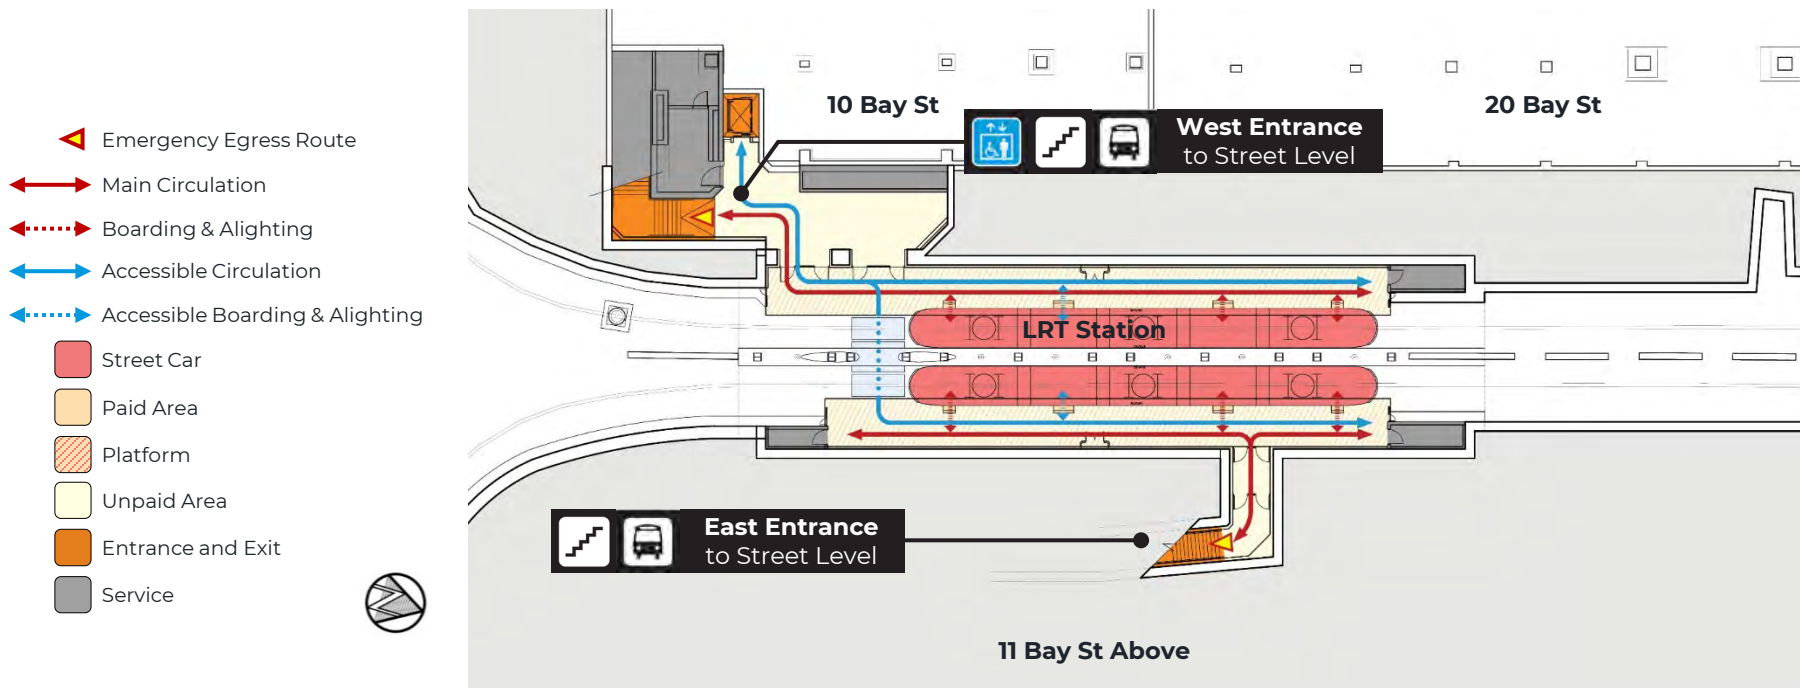 Emergency Egress Route
Main Circulation
Boarding & Alighting
Accessible Circulation
Accessible Boarding & Alighting
Street Car
Paid Area
Platform
Unpaid Area
Entrance and Exit
Service
10 Bay St
20 Bay St
West Entrance
to Street Level
LRT Station
East Entrance
to Street Level
11 Bay St Above